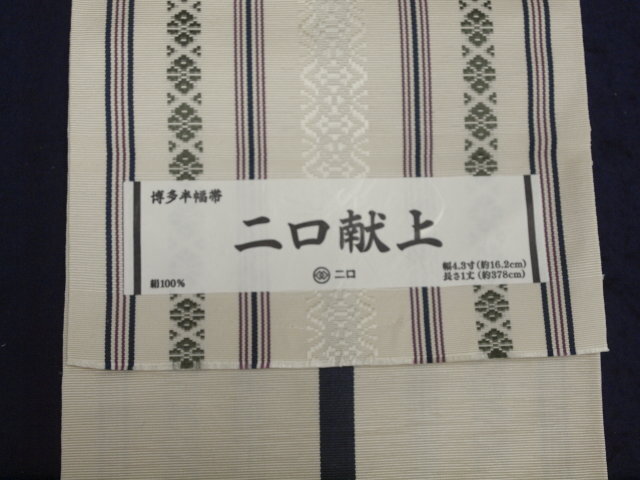 博多半幅帯
二口献上
絹100%
二口
幅4.3寸(約16.2cm)
長さ1丈(約378cm)